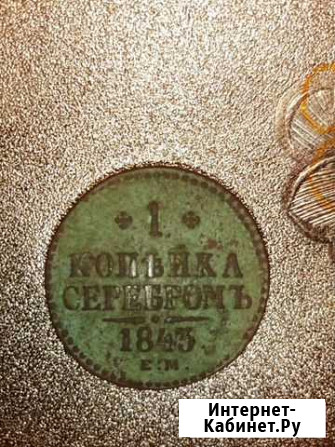 1
КОПѢЙКА
СЕРЕБРОМЪ
1843
Е.М.
Интернет-
Кабинет.Ру